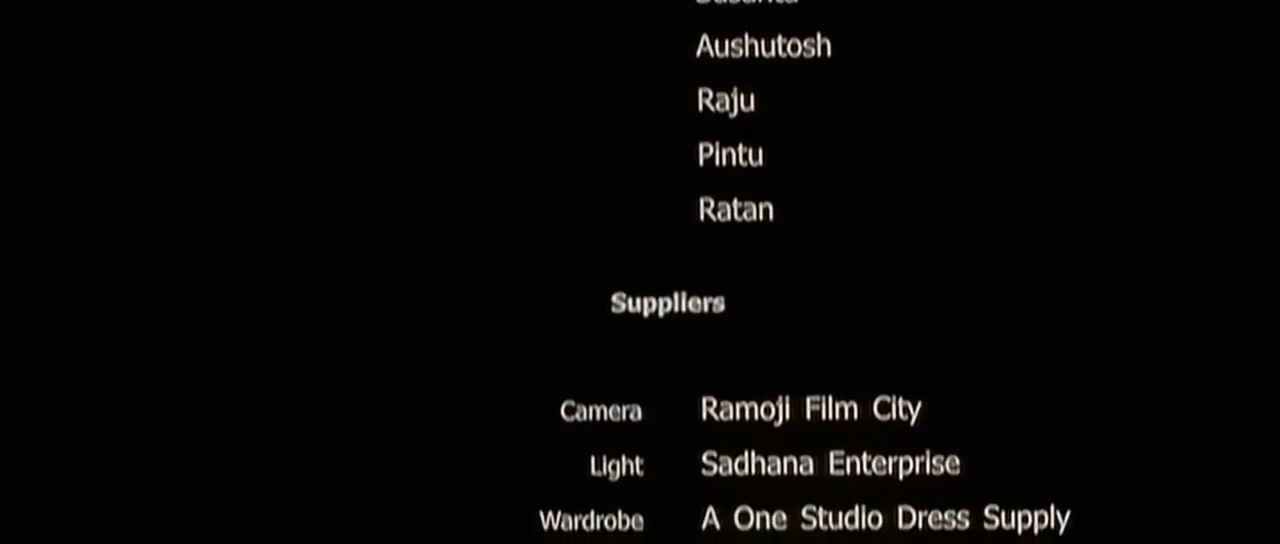 Aushutosh
Raju
Pintu
Ratan
Suppliers
Camera Ramoji Film City
Light Sadhana Enterprise
Wardrobe A One Studio Dress Supply